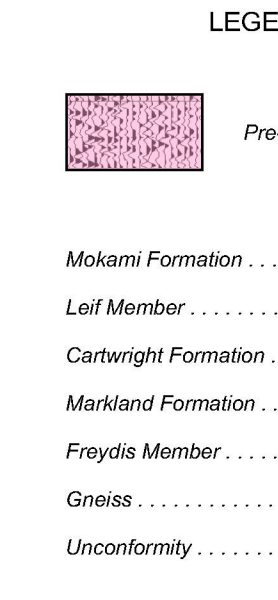 LEGE
Pre-
Mokami Formation . . .
Leif Member . . . . . . . .
Cartwright Formation .
Markland Formation . .
Freydis Member . . . . .
Gneiss . . . . . . . . . . . .
Unconformity . . . . . . .